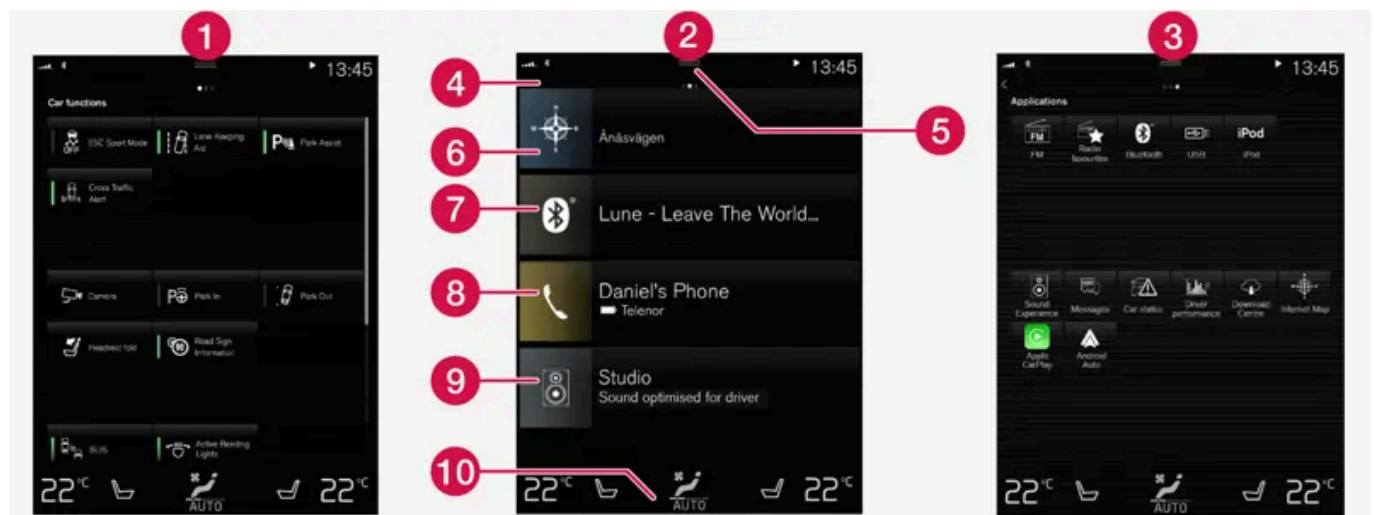 1
2
3
13:45
Car functions
OFF
ESC Sport Mode
Lane Keeping
Aid
P
Park Assist
Cross Traffic
Alert
Camera
Park In
Park Out
Headrest fold
90
Road Sign
Information
BLIS
Active Bending
Lights
22°C
AUTO
22°C
4
13:45
5
6
N
W
E
S
Änäsvägen
7
Lune - Leave The World...
8
Daniel's Phone
Telenor
9
Studio
Sound optimised for driver
10
22°C
AUTO
22°C
13:45
Applications
FM
FM
Radio
favourites
Bluetooth
USB
iPod
iPod
Sound
Experience
Messages
Car status
Driver
performance
Download
Centre
Internet Map
Apple
CarPlay
Android
Auto
22°C
AUTO
22°C